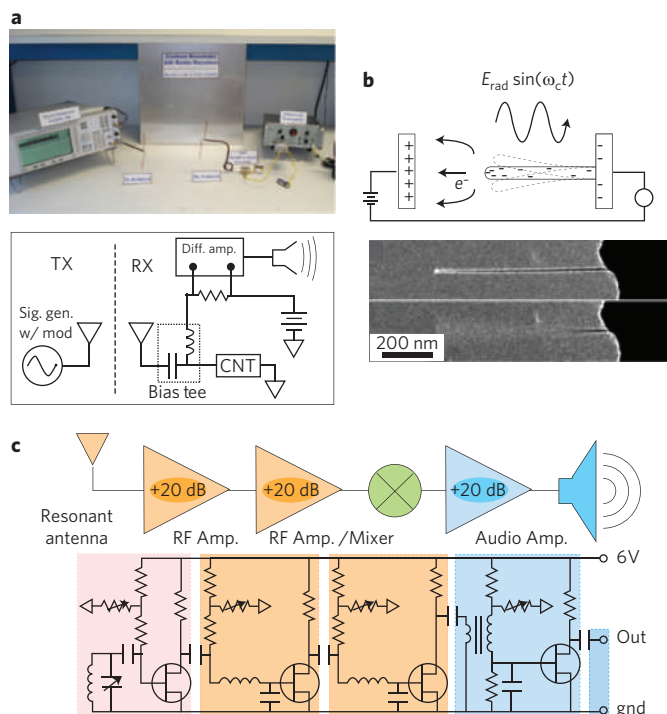 a
TX
RX
Diff. amp.
Sig. gen.
w/ mod
Bias tee
CNT
b
E_rad sin(ω_c t)
+
+
+
+
+
e⁻
-
-
-
-
-
200 nm
c
+20 dB
+20 dB
+20 dB
Resonant
antenna
RF Amp.
RF Amp. /Mixer
Audio Amp.
6V
Out
gnd